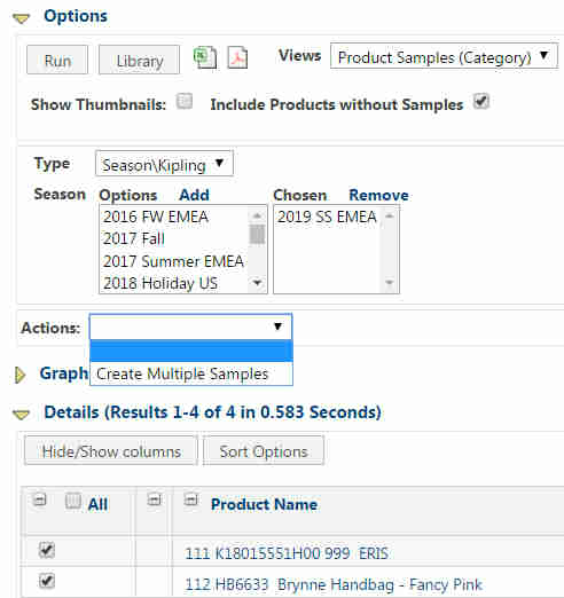 Options
Run Library Views Product Samples (Category)
Show Thumbnails: Include Products without Samples
Type Season\Kipling
Season Options Add Chosen Remove
2016 FW EMEA 2019 SS EMEA
2017 Fall
2017 Summer EMEA
2018 Holiday US
Actions:
Graph Create Multiple Samples
Details (Results 1-4 of 4 in 0.583 Seconds)
Hide/Show columns Sort Options
All Product Name
111 K18015551H00 999 ERIS
112 HB6633 Brynne Handbag - Fancy Pink